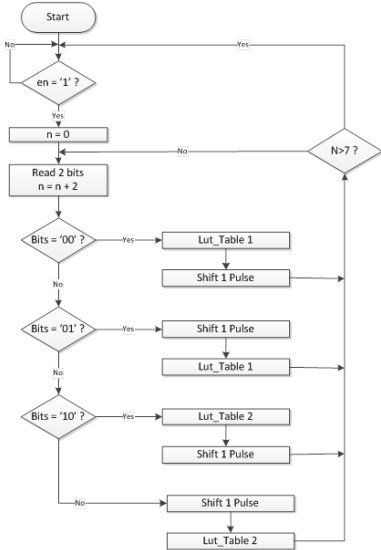 Start
No
Yes
en = '1' ?
Yes
n = 0
No
N>7 ?
Read 2 bits
n = n + 2
Bits = '00' ?
Yes
Lut_Table 1
Shift 1 Pulse
No
Bits = '01' ?
Yes
Shift 1 Pulse
Lut_Table 1
No
Bits = '10' ?
Yes
Lut_Table 2
Shift 1 Pulse
No
Shift 1 Pulse
Lut_Table 2